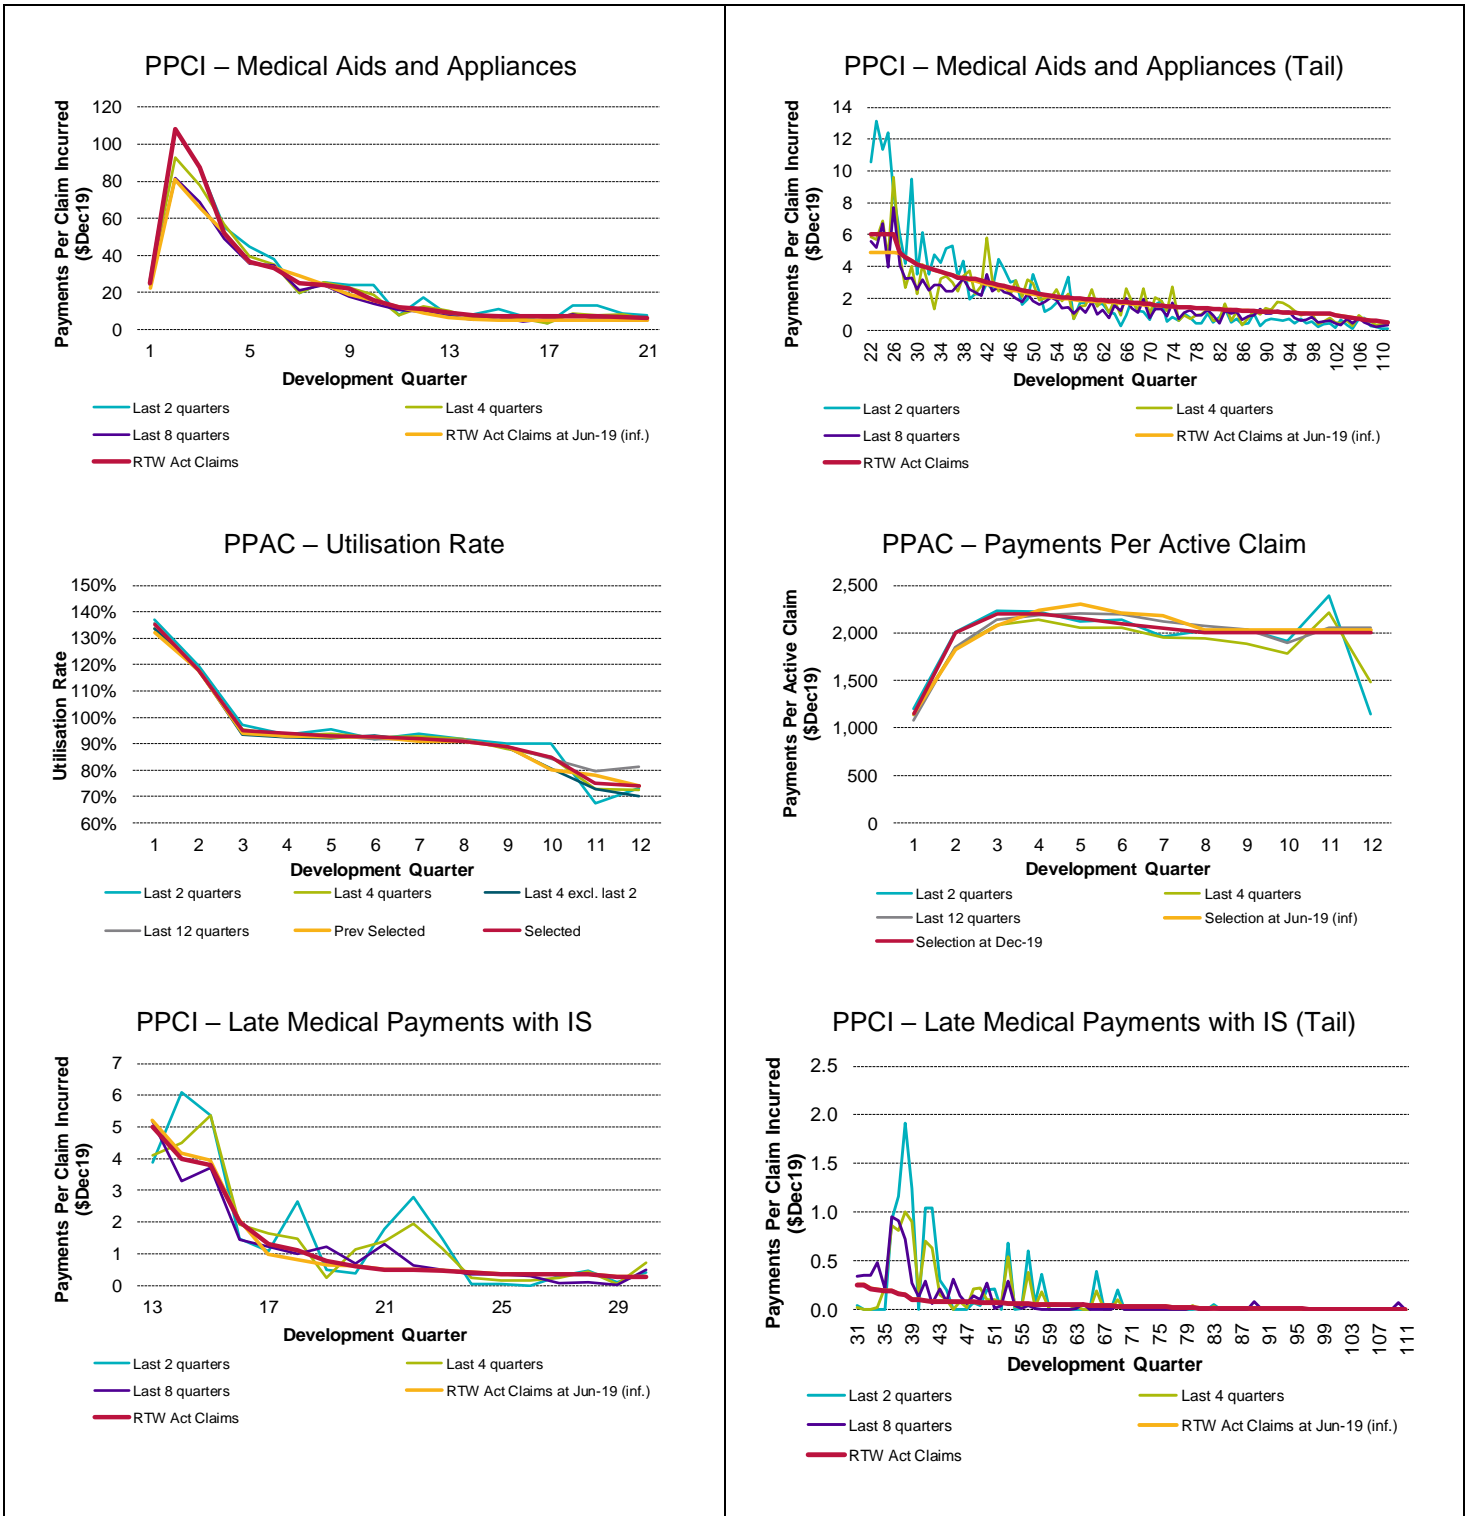 PPCI – Medical Aids and Appliances
Payments Per Claim Incurred
($Dec19)
120
100
80
60
40
20
0
1 5 9 13 17 21
Development Quarter
Last 2 quarters Last 4 quarters
Last 8 quarters RTW Act Claims at Jun-19 (inf.)
RTW Act Claims
PPCI – Medical Aids and Appliances (Tail)
Payments Per Claim Incurred
($Dec19)
14
12
10
8
6
4
2
0
22 26 30 34 38 42 46 50 54 58 62 66 70 74 78 82 86 90 94 98 102 106 110
Development Quarter
Last 2 quarters Last 4 quarters
Last 8 quarters RTW Act Claims at Jun-19 (inf.)
RTW Act Claims
PPAC – Utilisation Rate
Utilisation Rate
150%
140%
130%
120%
110%
100%
90%
80%
70%
60%
1 2 3 4 5 6 7 8 9 10 11 12
Development Quarter
Last 2 quarters Last 4 quarters Last 4 excl. last 2
Last 12 quarters Prev Selected Selected
PPAC – Payments Per Active Claim
Payments Per Active Claim
($Dec19)
2,500
2,000
1,500
1,000
500
0
1 2 3 4 5 6 7 8 9 10 11 12
Development Quarter
Last 2 quarters Last 4 quarters
Last 12 quarters Selection at Jun-19 (inf)
Selection at Dec-19
PPCI – Late Medical Payments with IS
Payments Per Claim Incurred
($Dec19)
7
6
5
4
3
2
1
0
13 17 21 25 29
Development Quarter
Last 2 quarters Last 4 quarters
Last 8 quarters RTW Act Claims at Jun-19 (inf.)
RTW Act Claims
PPCI – Late Medical Payments with IS (Tail)
Payments Per Claim Incurred
($Dec19)
2.5
2.0
1.5
1.0
0.5
0.0
31 35 39 43 47 51 55 59 63 67 71 75 79 83 87 91 95 99 103 107 111
Development Quarter
Last 2 quarters Last 4 quarters
Last 8 quarters RTW Act Claims at Jun-19 (inf.)
RTW Act Claims